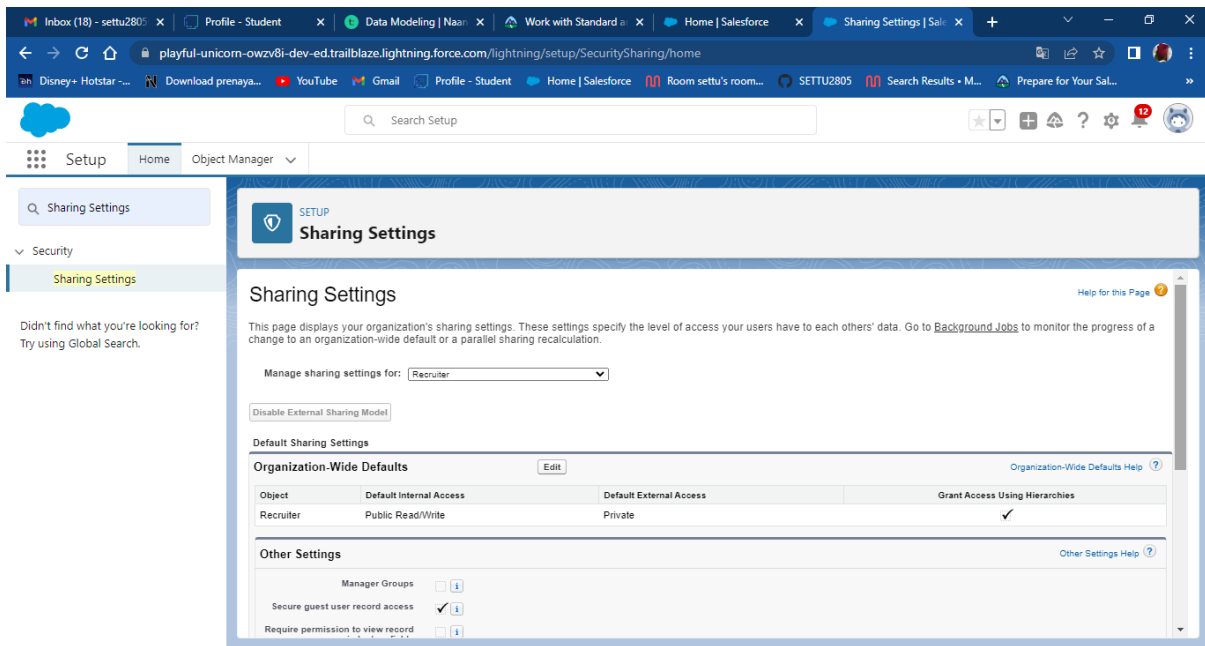 Inbox (18) - settu2805
Profile - Student
Data Modeling | Naan
Work with Standard a
Home | Salesforce
Sharing Settings | Sale
playful-unicorn-owzv8i-dev-ed.trailblaze.lightning.force.com/lightning/setup/SecuritySharing/home
Disney+ Hotstar -...
Download prenaya...
YouTube
Gmail
Profile - Student
Home | Salesforce
Room settu's room...
SETTU2805
Search Results • M...
Prepare for Your Sal...
»
Search Setup
12
Setup
Home
Object Manager
Sharing Settings
Security
Sharing Settings
Didn't find what you're looking for?
Try using Global Search.
SETUP
Sharing Settings
Sharing Settings
Help for this Page
This page displays your organization's sharing settings. These settings specify the level of access your users have to each others' data. Go to Background Jobs to monitor the progress of a
change to an organization-wide default or a parallel sharing recalculation.
Manage sharing settings for: Recruiter
Disable External Sharing Model
Default Sharing Settings
Organization-Wide Defaults Edit Organization-Wide Defaults Help ?
Object Default Internal Access Default External Access Grant Access Using Hierarchies
Recruiter Public Read/Write Private
Other Settings Other Settings Help ?
Manager Groups
Secure guest user record access
Require permission to view record